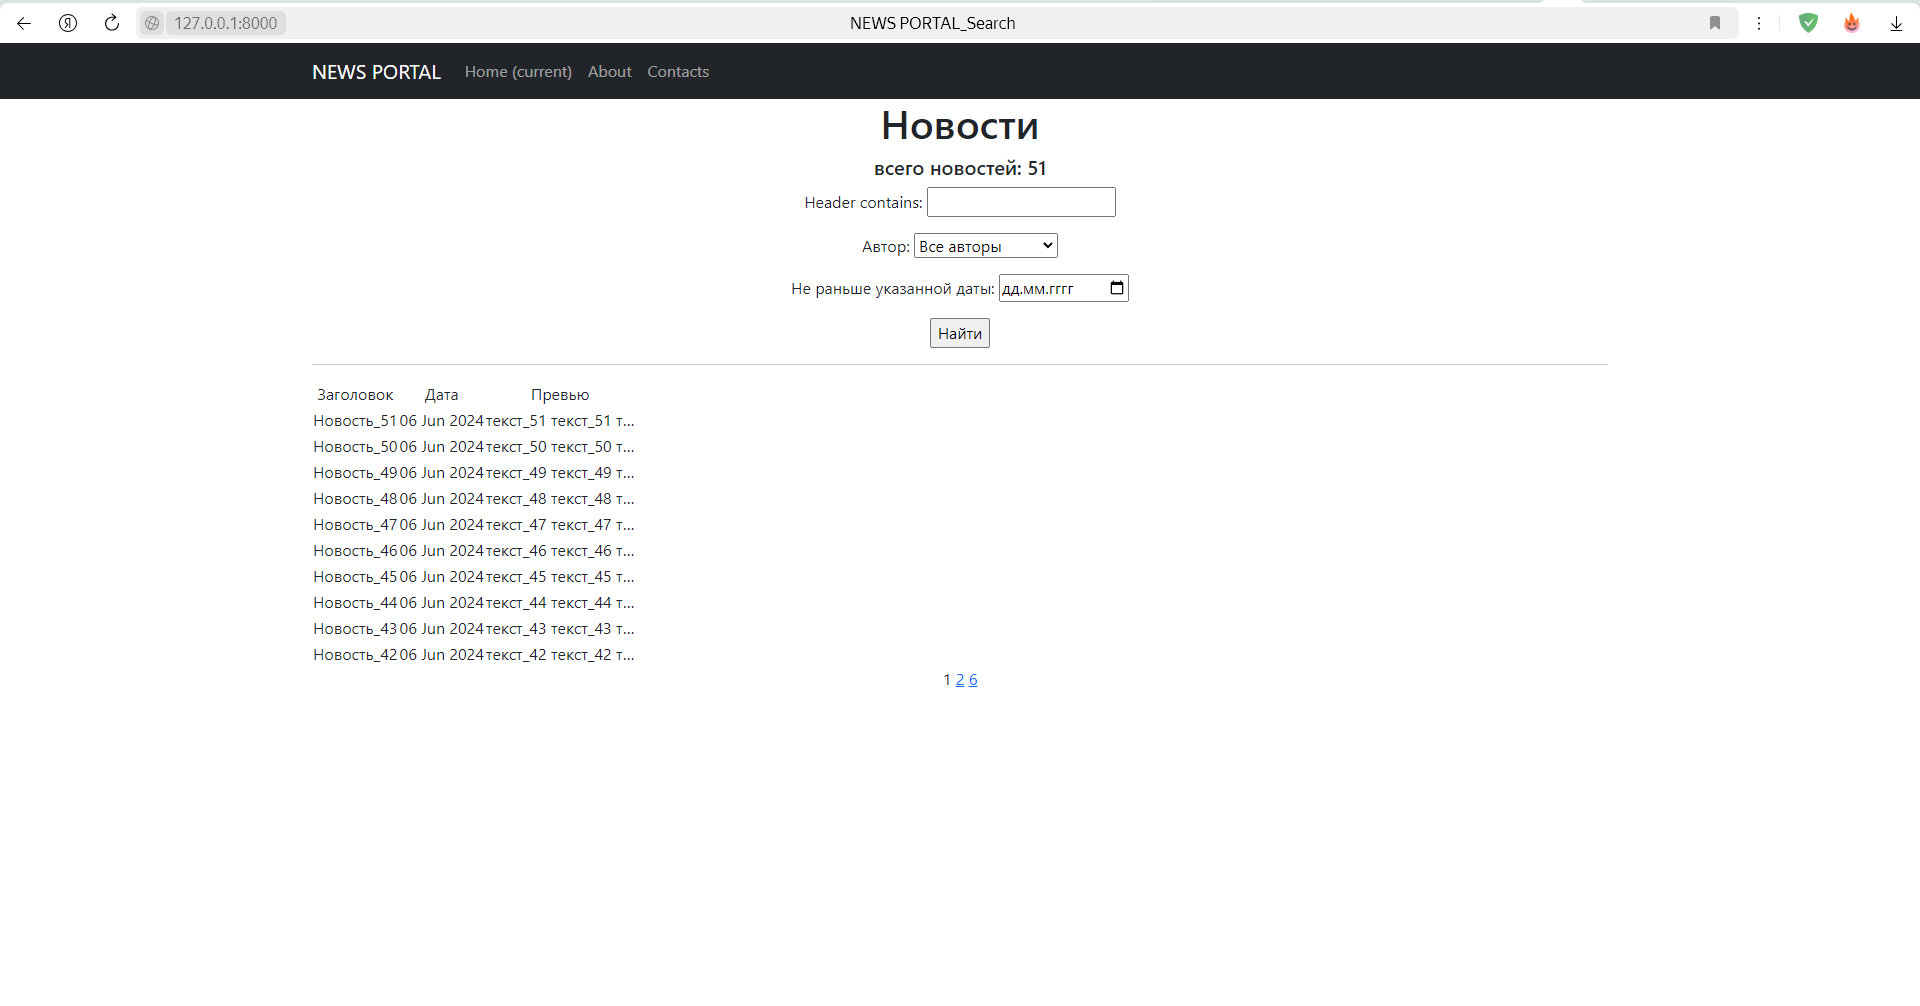 127.0.0.1:8000 NEWS PORTAL_Search
NEWS PORTAL Home (current) About Contacts
Новости
всего новостей: 51
Header contains:
Автор: Все авторы
Не раньше указанной даты: дд.мм.гггг
Найти
Заголовок Дата Превью
Новость_51 06 Jun 2024 текст_51 текст_51 т...
Новость_50 06 Jun 2024 текст_50 текст_50 т...
Новость_49 06 Jun 2024 текст_49 текст_49 т...
Новость_48 06 Jun 2024 текст_48 текст_48 т...
Новость_47 06 Jun 2024 текст_47 текст_47 т...
Новость_46 06 Jun 2024 текст_46 текст_46 т...
Новость_45 06 Jun 2024 текст_45 текст_45 т...
Новость_44 06 Jun 2024 текст_44 текст_44 т...
Новость_43 06 Jun 2024 текст_43 текст_43 т...
Новость_42 06 Jun 2024 текст_42 текст_42 т...
1 2 6